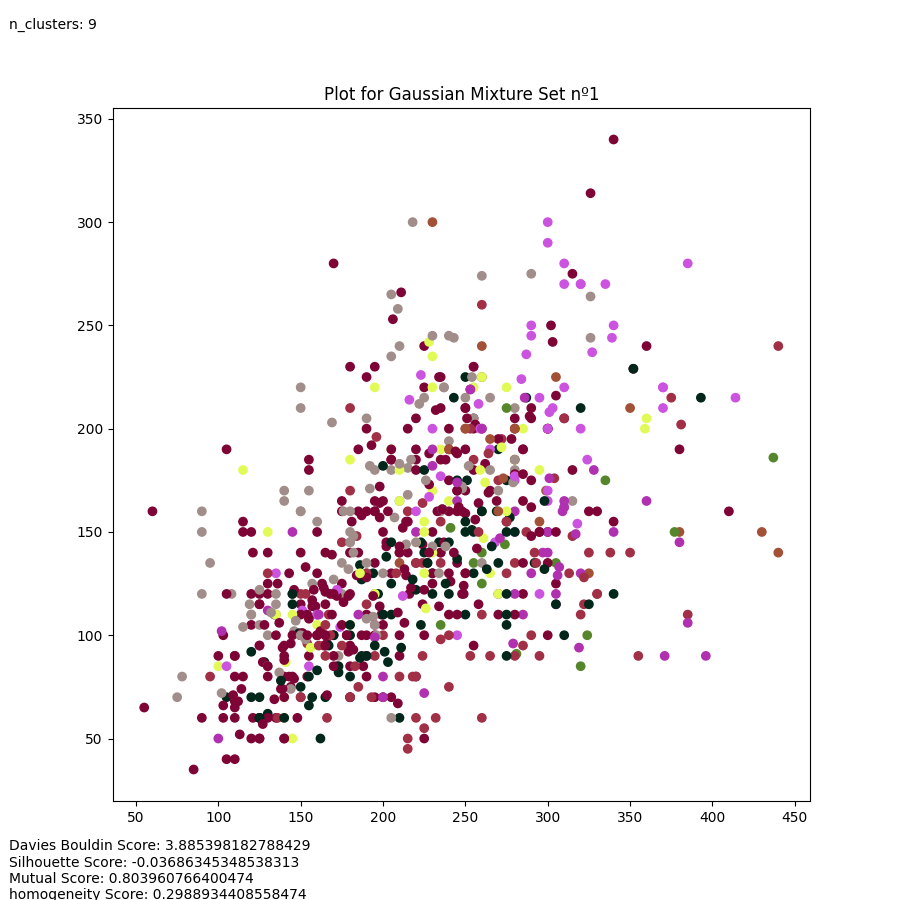 n_clusters: 9
Plot for Gaussian Mixture Set nº1
350
300
250
200
150
100
50
50 100 150 200 250 300 350 400 450
Davies Bouldin Score: 3.885398182788429
Silhouette Score: -0.03686345348538313
Mutual Score: 0.803960766400474
homogeneity Score: 0.2988934408558474